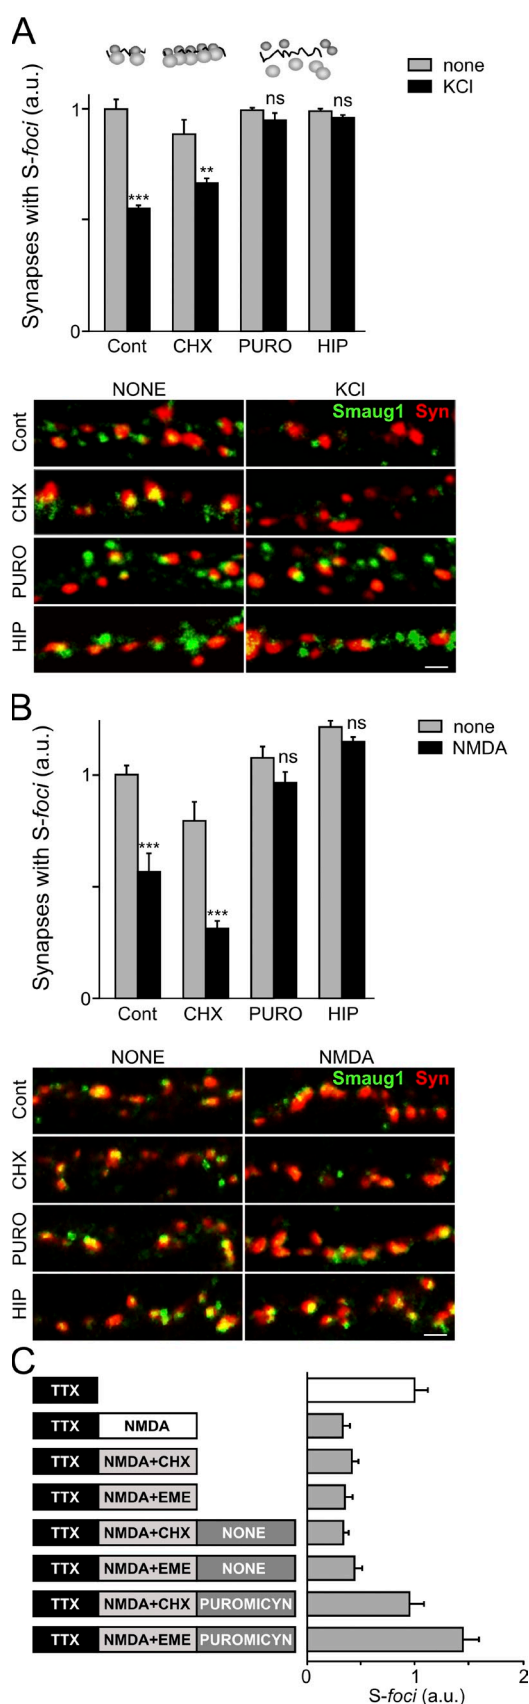 A
none
KCl
Synapses with S-foci (a.u.)
1
0
ns
ns
***
**
Cont
CHX
PURO
HIP
NONE
KCl
Smaug1 Syn
Cont
CHX
PURO
HIP
B
none
NMDA
Synapses with S-foci (a.u.)
1
0
***
***
ns
ns
Cont
CHX
PURO
HIP
NONE
NMDA
Smaug1 Syn
Cont
CHX
PURO
HIP
C
TTX
TTX NMDA
TTX NMDA+CHX
TTX NMDA+EME
TTX NMDA+CHX NONE
TTX NMDA+EME NONE
TTX NMDA+CHX PUROMICYN
TTX NMDA+EME PUROMICYN
0 1 2
S-foci (a.u.)